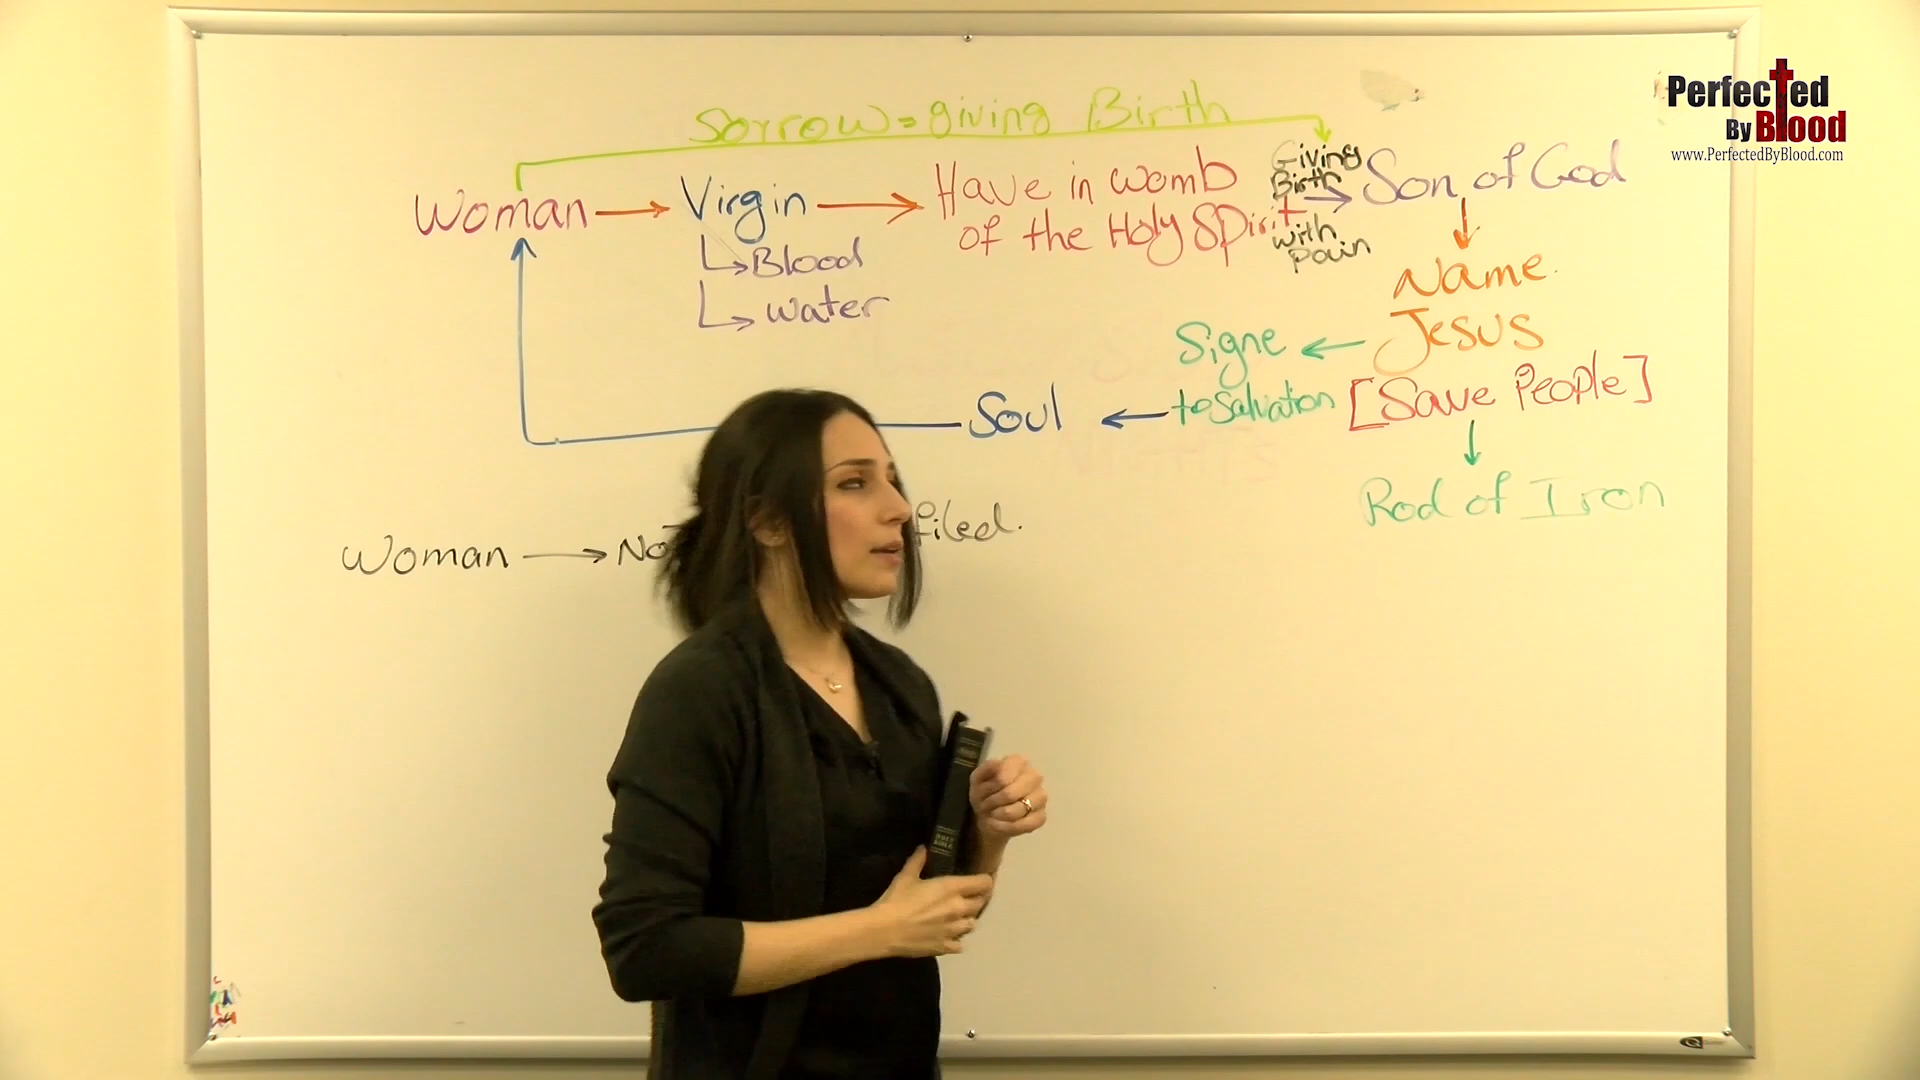 Perfected
By Blood
www.PerfectedByBlood.com
Sorrow = giving Birth
Woman → Virgin → Have in womb
of the Holy Spirit
Giving
Birth
with
Pain
→ Son of God
↳ Blood
↳ water
Name
Jesus
[Save People]
Rod of Iron
Signe ←
to Salvation
Soul ←
Woman → No filed.
HOLY
BIBLE